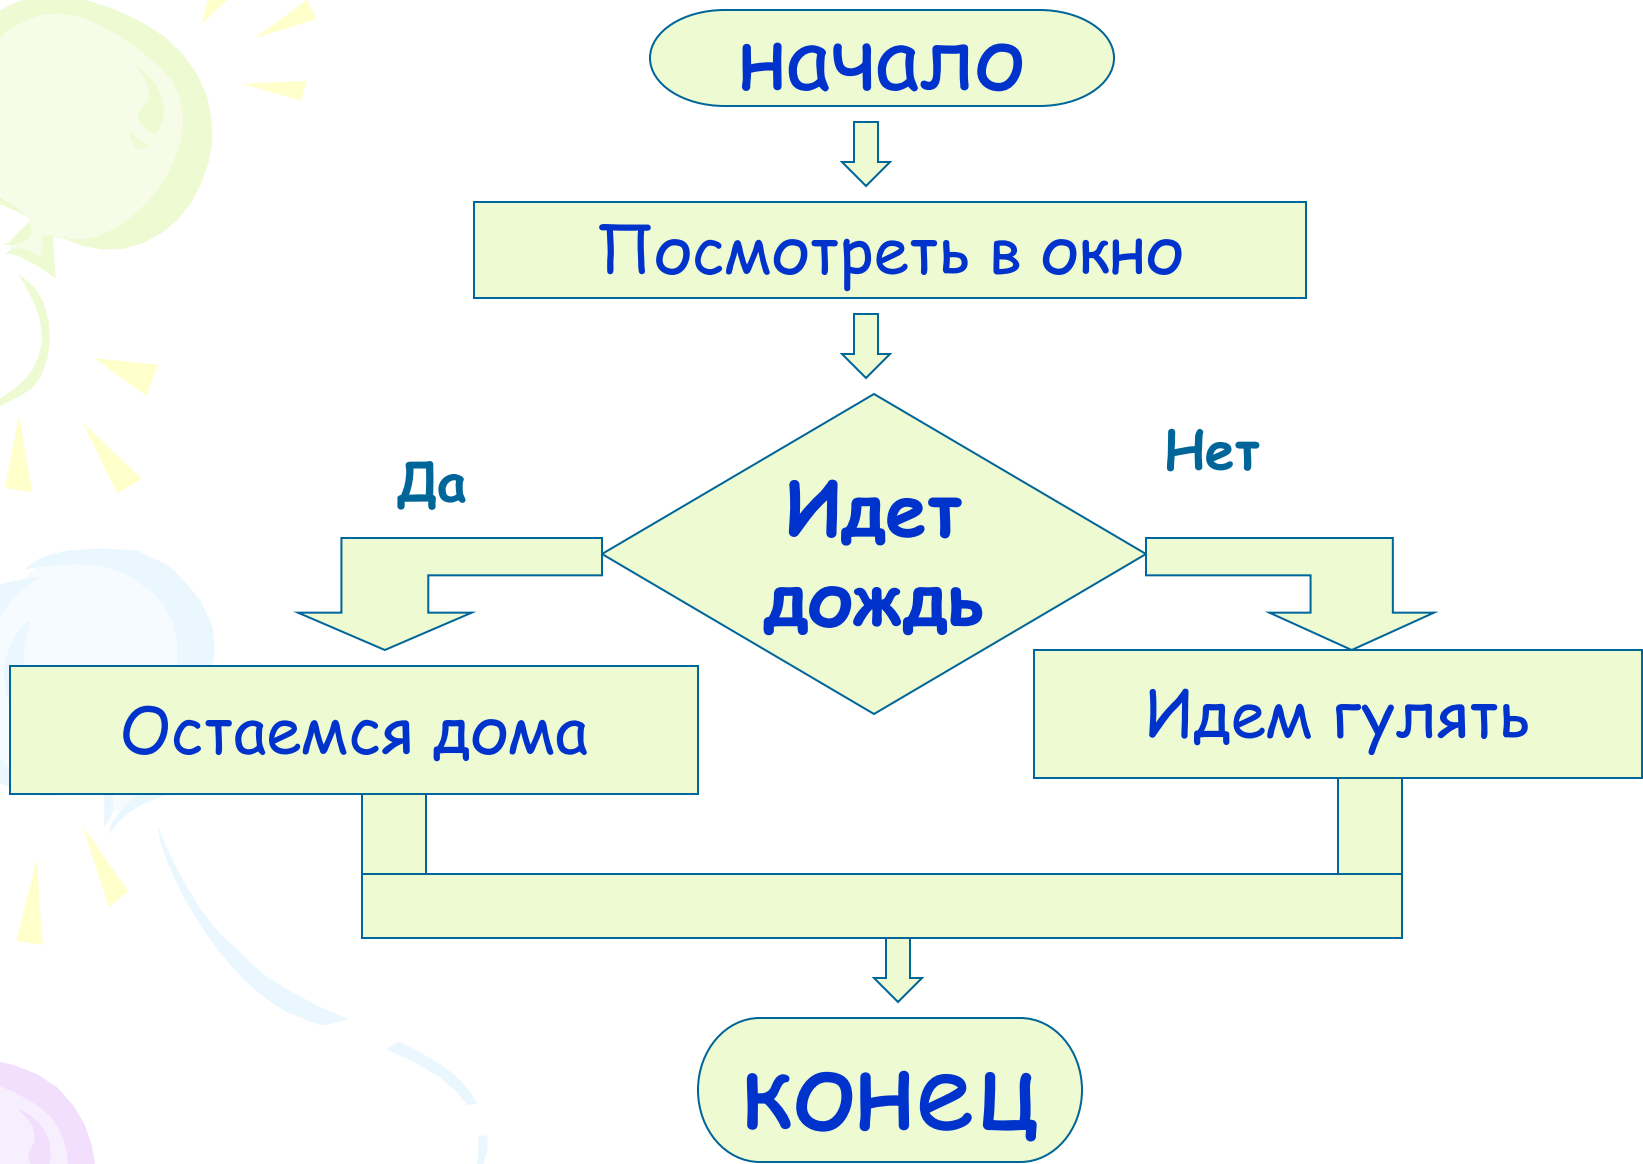 начало
Посмотреть в окно
Да
Нет
Идет
дождь
Остаемся дома
Идем гулять
конец